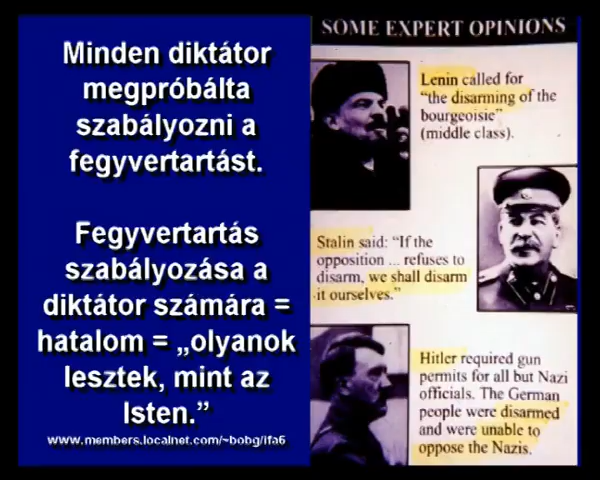 Minden diktátor
megpróbálta
szabályozni a
fegyvertartást.
Fegyvertartás
szabályozása a
diktátor számára =
hatalom = „olyanok
lesztek, mint az
Isten.”
www.members.localnet.com/~bobg/ifa6
SOME EXPERT OPINIONS
Lenin called for
“the disarming of the
bourgeoisie”
(middle class).
Stalin said: “If the
opposition ... refuses to
disarm, we shall disarm
it ourselves.”
Hitler required gun
permits for all but Nazi
officials. The German
people were disarmed
and were unable to
oppose the Nazis.